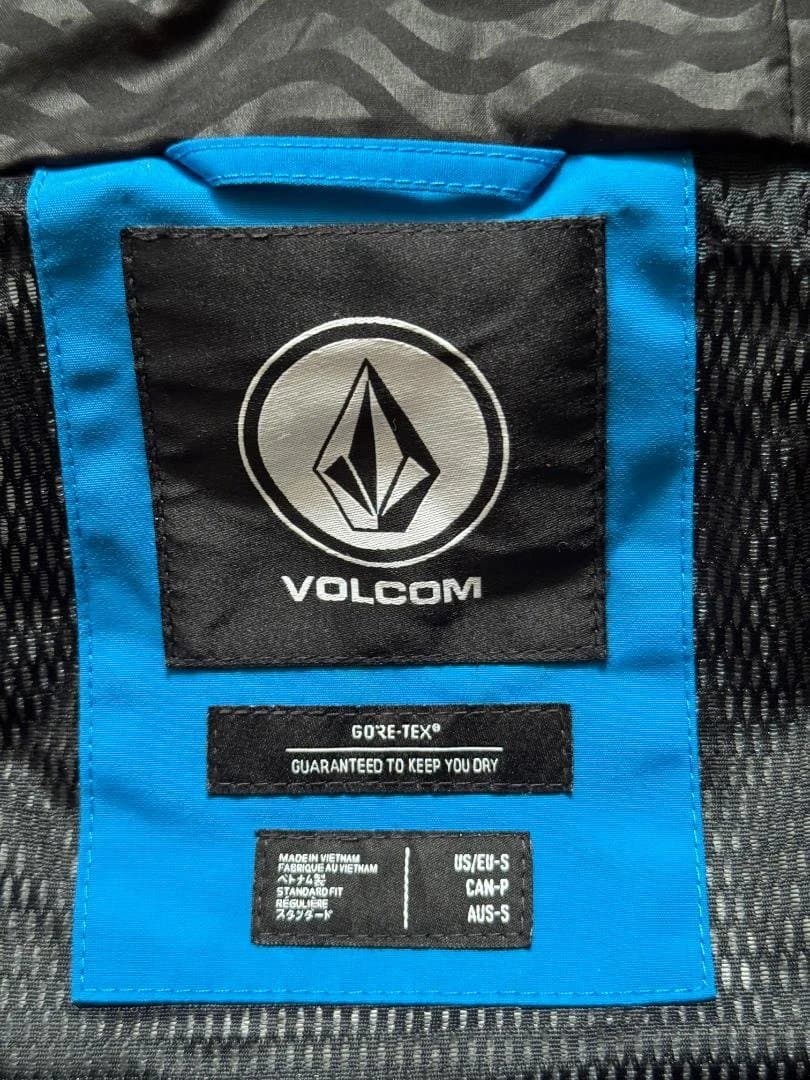 VOLCOM
GORE-TEX®
GUARANTEED TO KEEP YOU DRY
MADE IN VIETNAM
FABRIQUÉ AU VIETNAM
ベトナム製
STANDARD FIT
RÉGULIÈRE
スタンダード
US/EU-S
CAN-P
AUS-S